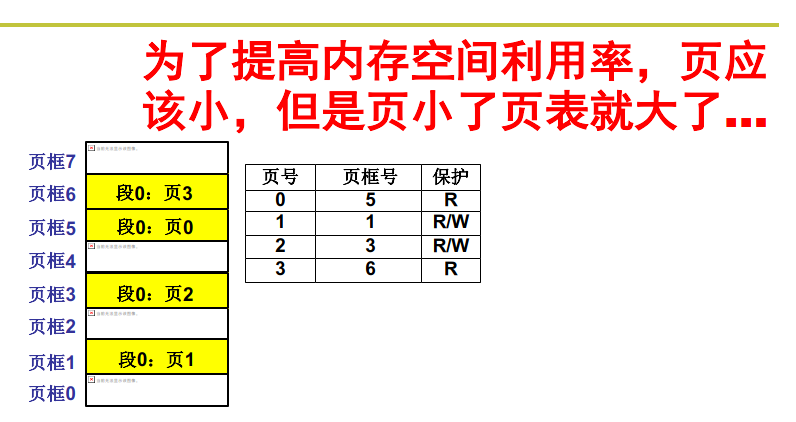 为了提高内存空间利用率，页应
该小，但是页小了页表就大了...
页框7
页框6
段0：页3
页框5
段0：页0
页框4
页框3
段0：页2
页框2
页框1
段0：页1
页框0
页号 页框号 保护
0 5 R
1 1 R/W
2 3 R/W
3 6 R